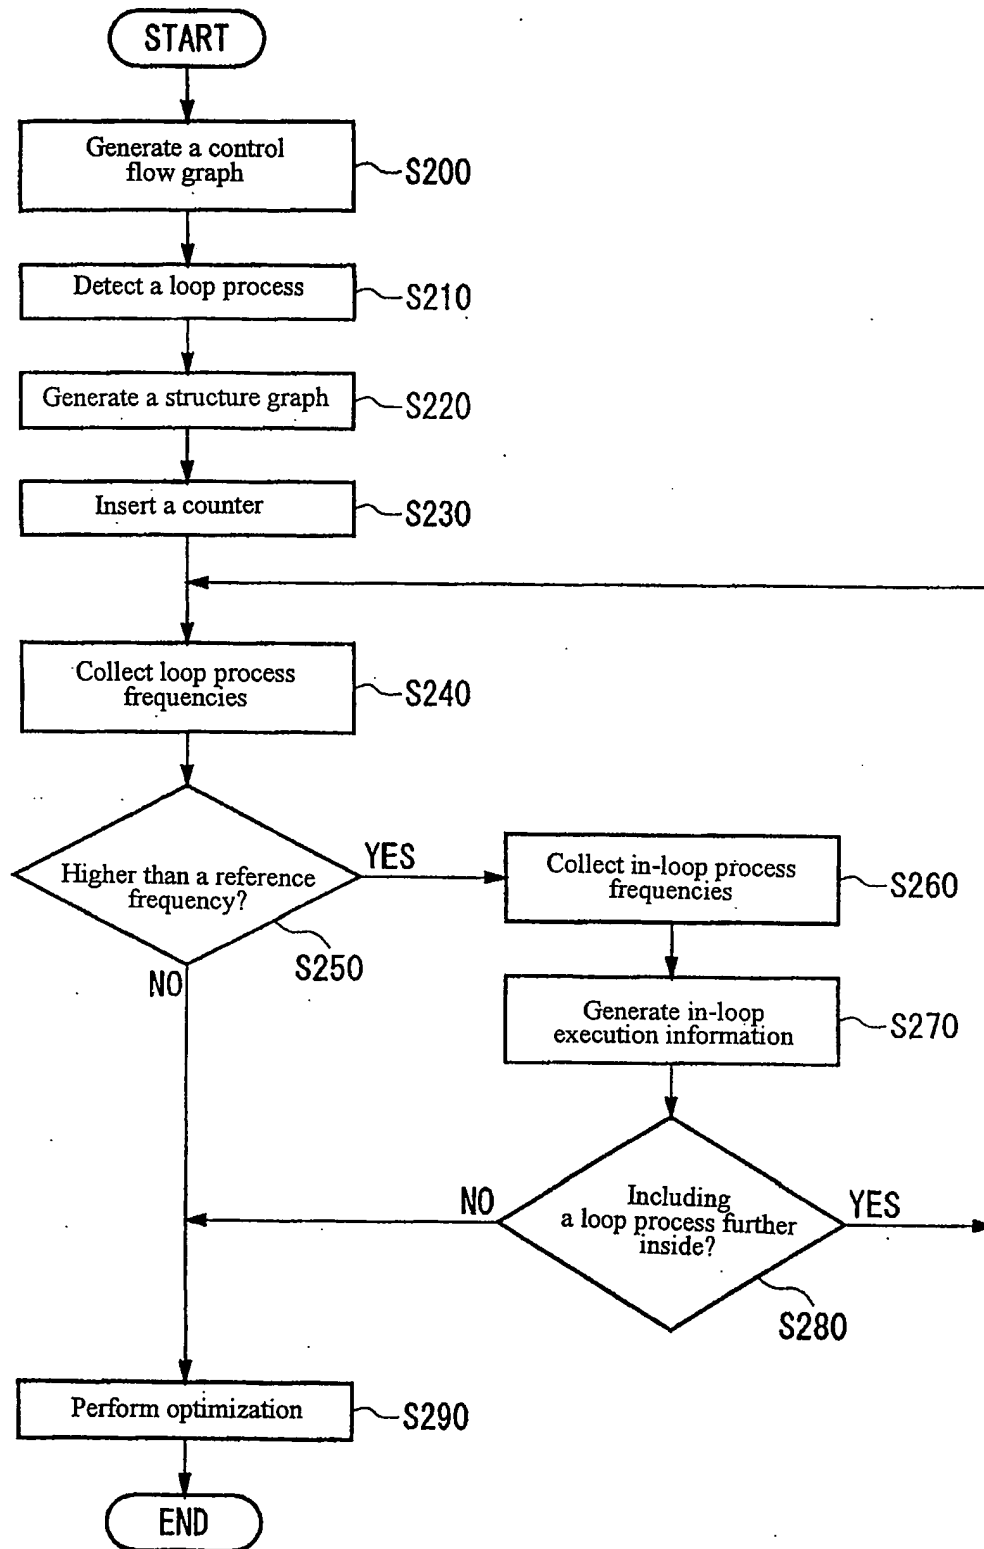 START
Generate a control
flow graph
S200
Detect a loop process
S210
Generate a structure graph
S220
Insert a counter
S230
Collect loop process
frequencies
S240
Higher than a reference
frequency?
S250
YES
NO
Collect in-loop process
frequencies
S260
Generate in-loop
execution information
S270
Including
a loop process further
inside?
S280
NO
YES
Perform optimization
S290
END